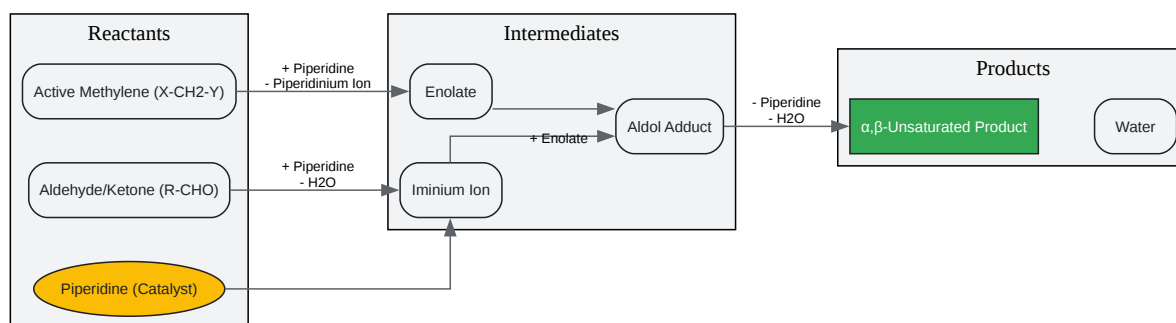 Reactants
Intermediates
Products
Active Methylene (X-CH2-Y)
+ Piperidine
- Piperidinium Ion
Enolate
Aldehyde/Ketone (R-CHO)
+ Piperidine
- H2O
Iminium Ion
+ Enolate
Aldol Adduct
- Piperidine
- H2O
α,β-Unsaturated Product
Water
Piperidine (Catalyst)